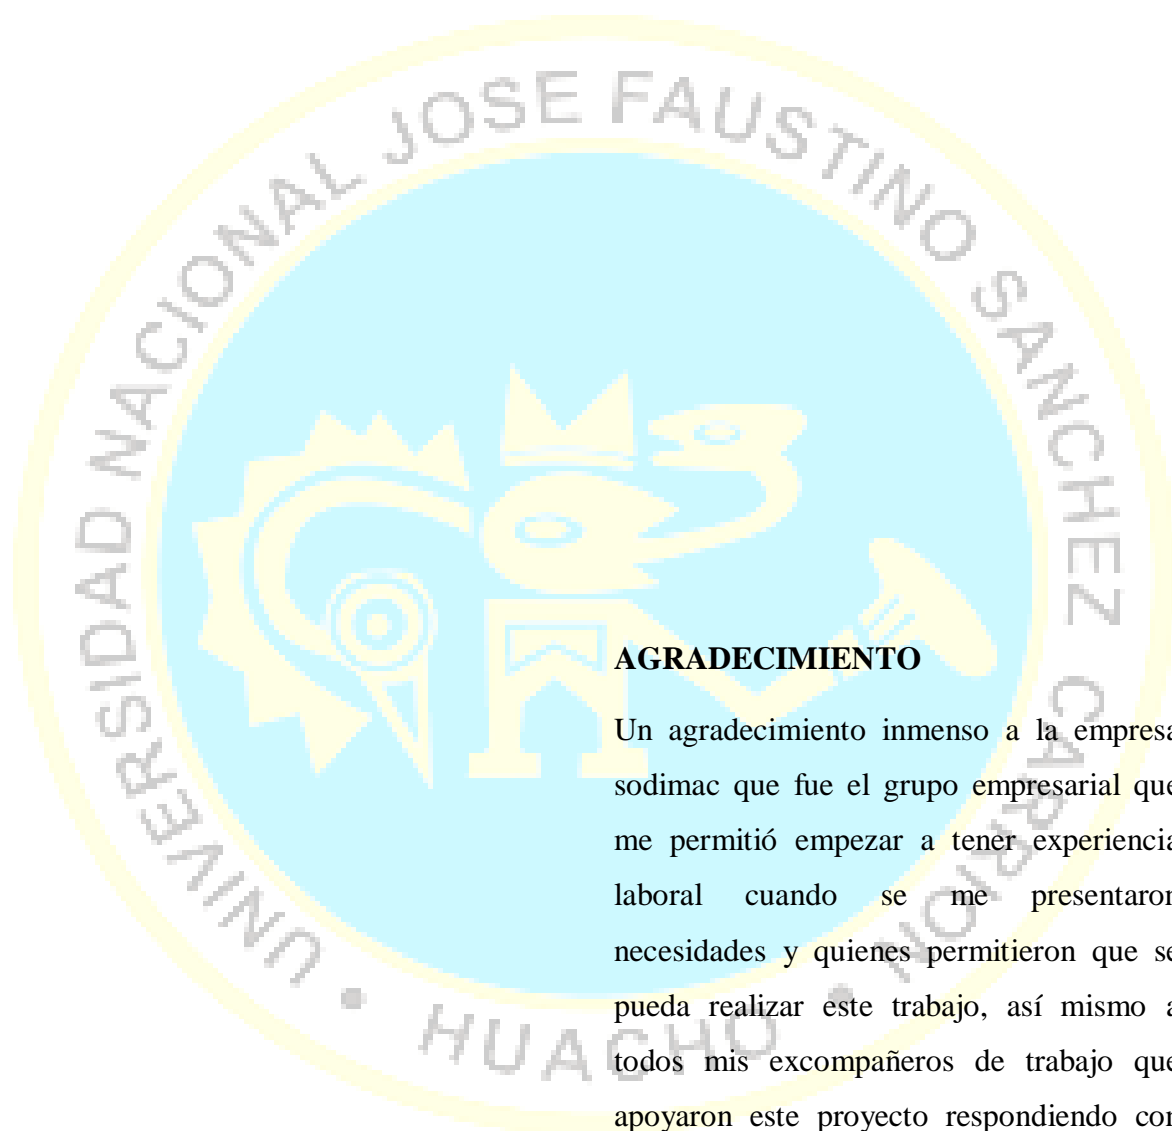 UNIVERSIDAD NACIONAL JOSE FAUSTINO SANCHEZ CARRION
• HUACHO •
AGRADECIMIENTO
Un agradecimiento inmenso a la empresa
sodimac que fue el grupo empresarial que
me permitió empezar a tener experiencia
laboral cuando se me presentaron
necesidades y quienes permitieron que se
pueda realizar este trabajo, así mismo a
todos mis excompañeros de trabajo que
apoyaron este proyecto respondiendo con